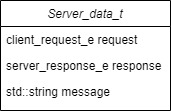 Server_data_t
client_request_e request
server_response_e response
std::string message